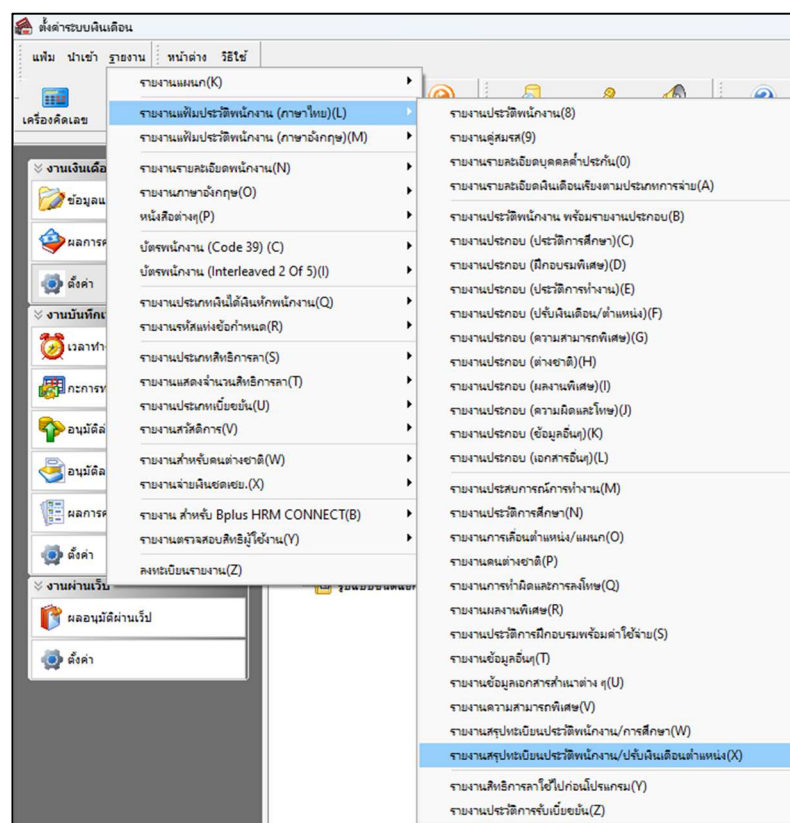 ตั้งค่าระบบเงินเดือน
แฟ้ม นำเข้า รายงาน หน้าต่าง วิธีใช้
เครื่องคิดเลข
งานเงินเดือ
ข้อมูลแ
ผลการค
ตั้งค่า
งานบันทึกเว
เวลาทำ
กะการท
อนุมัติล
อนุมัติล
ผลการค
ตั้งค่า
งานผ่านเว็บ
ผลอนุมัติผ่านเว็ป
ตั้งค่า
รายงานแผนก(K)
รายงานแฟ้มประวัติพนักงาน (ภาษาไทย)(L)
รายงานแฟ้มประวัติพนักงาน (ภาษาอังกฤษ)(M)
รายงานรายละเอียดพนักงาน(N)
รายงานภาษาอังกฤษ(O)
หนังสือต่างๆ(P)
บัตรพนักงาน (Code 39) (C)
บัตรพนักงาน (Interleaved 2 Of 5)(I)
รายงานประเภทเงินได้เงินหักพนักงาน(Q)
รายงานรหัสแห่งข้อกำหนด(R)
รายงานประเภทสิทธิการลา(S)
รายงานแสดงจำนวนสิทธิการลา(T)
รายงานประเภทเบี้ยขยัน(U)
รายงานสวัสดิการ(V)
รายงานสำหรับคนต่างชาติ(W)
รายงานจ่ายเงินชดเชย.(X)
รายงาน สำหรับ Bplus HRM CONNECT(B)
รายงานตรวจสอบสิทธิผู้ใช้งาน(Y)
ลงทะเบียนรายงาน(Z)
รายงานประวัติพนักงาน(8)
รายงานคู่สมรส(9)
รายงานรายละเอียดบุคคลค้ำประกัน(0)
รายงานรายละเอียดเงินเดือนเรียงตามประเภทการจ่าย(A)
รายงานประวัติพนักงาน พร้อมรายงานประกอบ(B)
รายงานประกอบ (ประวัติการศึกษา)(C)
รายงานประกอบ (ฝึกอบรมพิเศษ)(D)
รายงานประกอบ (ประวัติการทำงาน)(E)
รายงานประกอบ (ปรับเงินเดือน/ตำแหน่ง)(F)
รายงานประกอบ (ความสามารถพิเศษ)(G)
รายงานประกอบ (ต่างชาติ)(H)
รายงานประกอบ (ผลงานพิเศษ)(I)
รายงานประกอบ (ความผิดและโทษ)(J)
รายงานประกอบ (ข้อมูลอื่นๆ)(K)
รายงานประกอบ (เอกสารอื่นๆ)(L)
รายงานประสบการณ์การทำงาน(M)
รายงานประวัติการศึกษา(N)
รายงานการเลื่อนตำแหน่ง/แผนก(O)
รายงานคนต่างชาติ(P)
รายงานการทำผิดและการลงโทษ(Q)
รายงานผลงานพิเศษ(R)
รายงานประวัติการฝึกอบรมพร้อมค่าใช้จ่าย(S)
รายงานข้อมูลอื่นๆ(T)
รายงานข้อมูลเอกสารสำเนาต่าง ๆ(U)
รายงานความสามารถพิเศษ(V)
รายงานสรุปทะเบียนประวัติพนักงาน/การศึกษา(W)
รายงานสรุปทะเบียนประวัติพนักงาน/ปรับเงินเดือนตำแหน่ง(X)
รายงานสิทธิการลาใช้ไปก่อนโปรแกรม(Y)
รายงานประวัติการรับเบี้ยขยัน(Z)